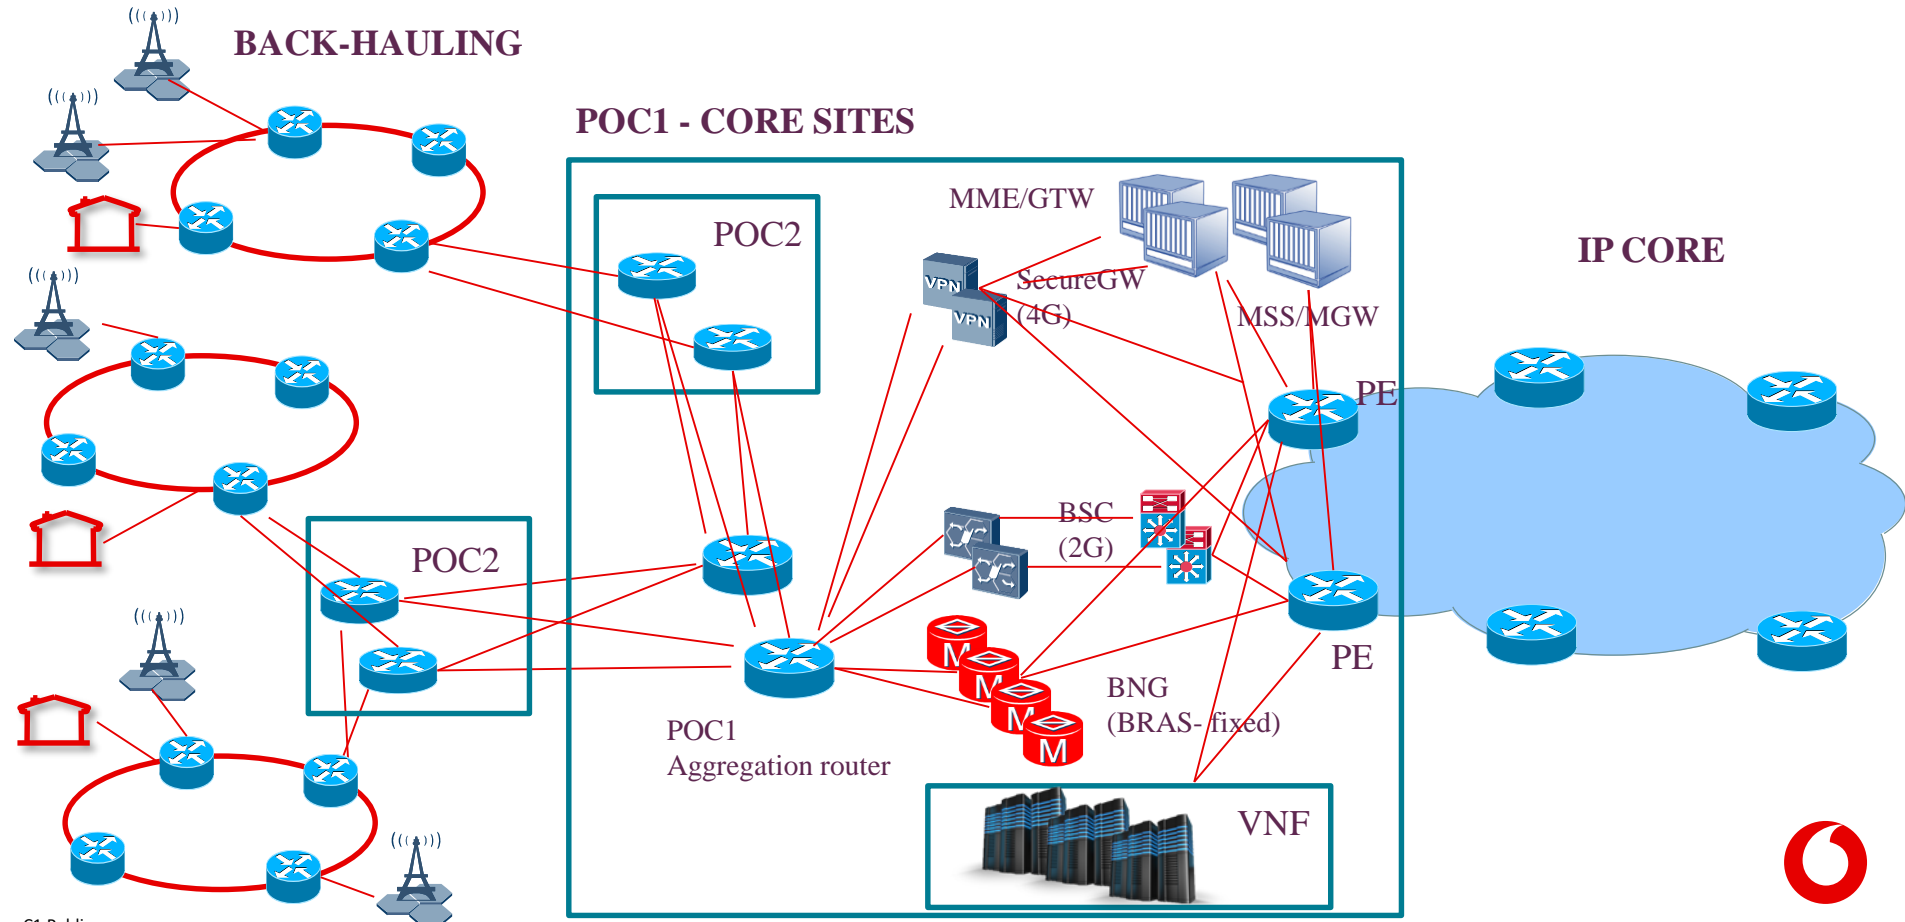 BACK-HAULING
POC1 - CORE SITES
MME/GTW
POC2
IP CORE
VPN
SecureGW
(4G)
VPN
MSS/MGW
PE
BSC
(2G)
POC2
PE
M
M
M
M
BNG
(BRAS- fixed)
POC1
Aggregation router
VNF